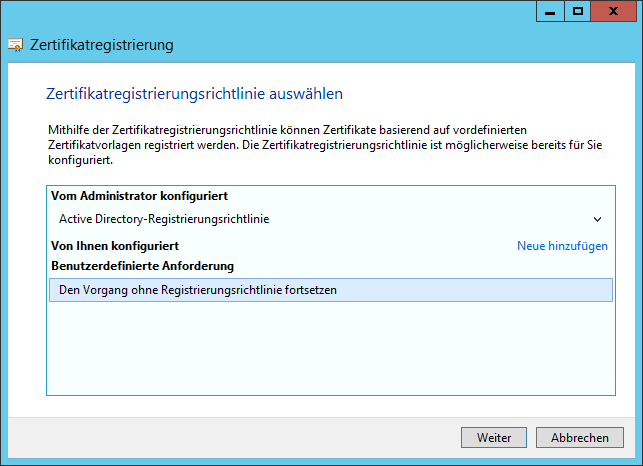 Zertifikatregistrierung
Zertifikatregistrierungsrichtlinie auswählen
Mithilfe der Zertifikatregistrierungsrichtlinie können Zertifikate basierend auf vordefinierten
Zertifikatvorlagen registriert werden. Die Zertifikatregistrierungsrichtlinie ist möglicherweise bereits für Sie
konfiguriert.
Vom Administrator konfiguriert
Active Directory-Registrierungsrichtlinie
Von Ihnen konfiguriert Neue hinzufügen
Benutzerdefinierte Anforderung
Den Vorgang ohne Registrierungsrichtlinie fortsetzen
Weiter Abbrechen